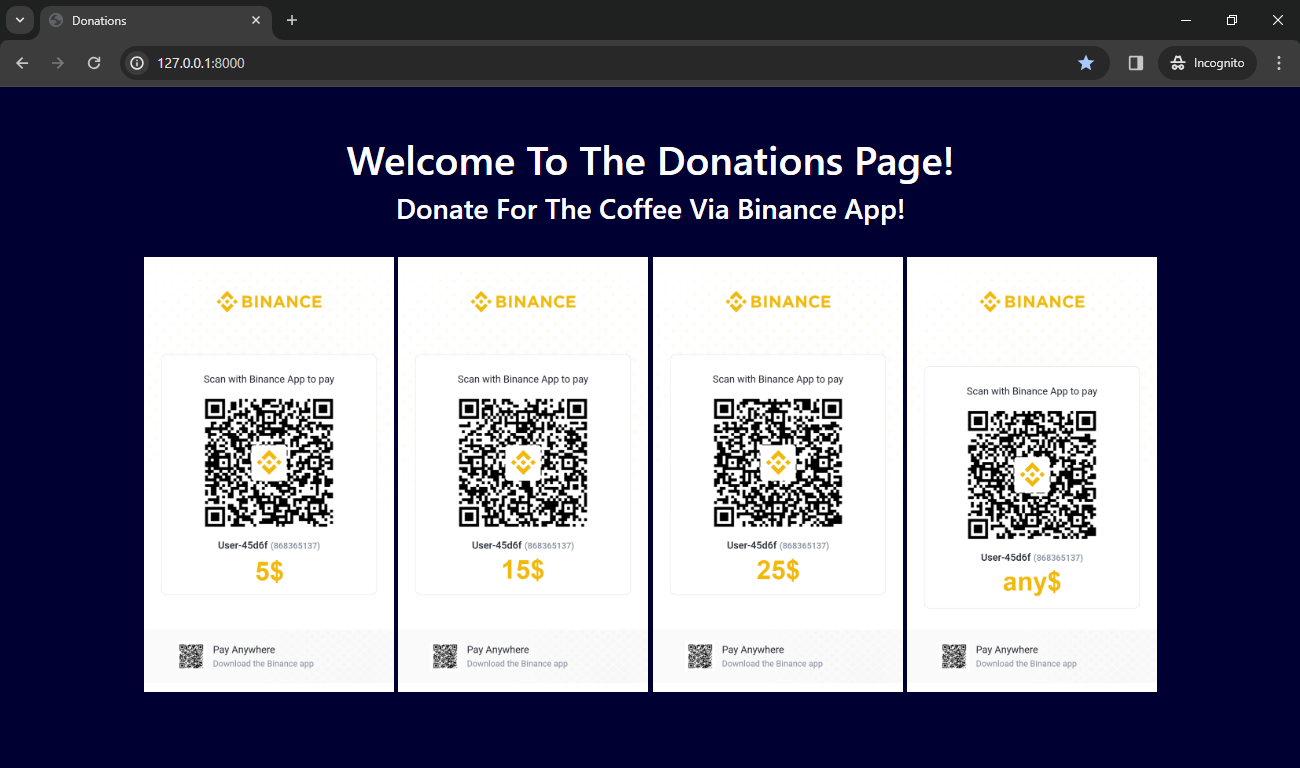 Donations
127.0.0.1:8000
Incognito
Welcome To The Donations Page!
Donate For The Coffee Via Binance App!
BINANCE
Scan with Binance App to pay
User-45d6f (868365137)
5$
Pay Anywhere
Download the Binance app
BINANCE
Scan with Binance App to pay
User-45d6f (868365137)
15$
Pay Anywhere
Download the Binance app
BINANCE
Scan with Binance App to pay
User-45d6f (868365137)
25$
Pay Anywhere
Download the Binance app
BINANCE
Scan with Binance App to pay
User-45d6f (868365137)
any$
Pay Anywhere
Download the Binance app